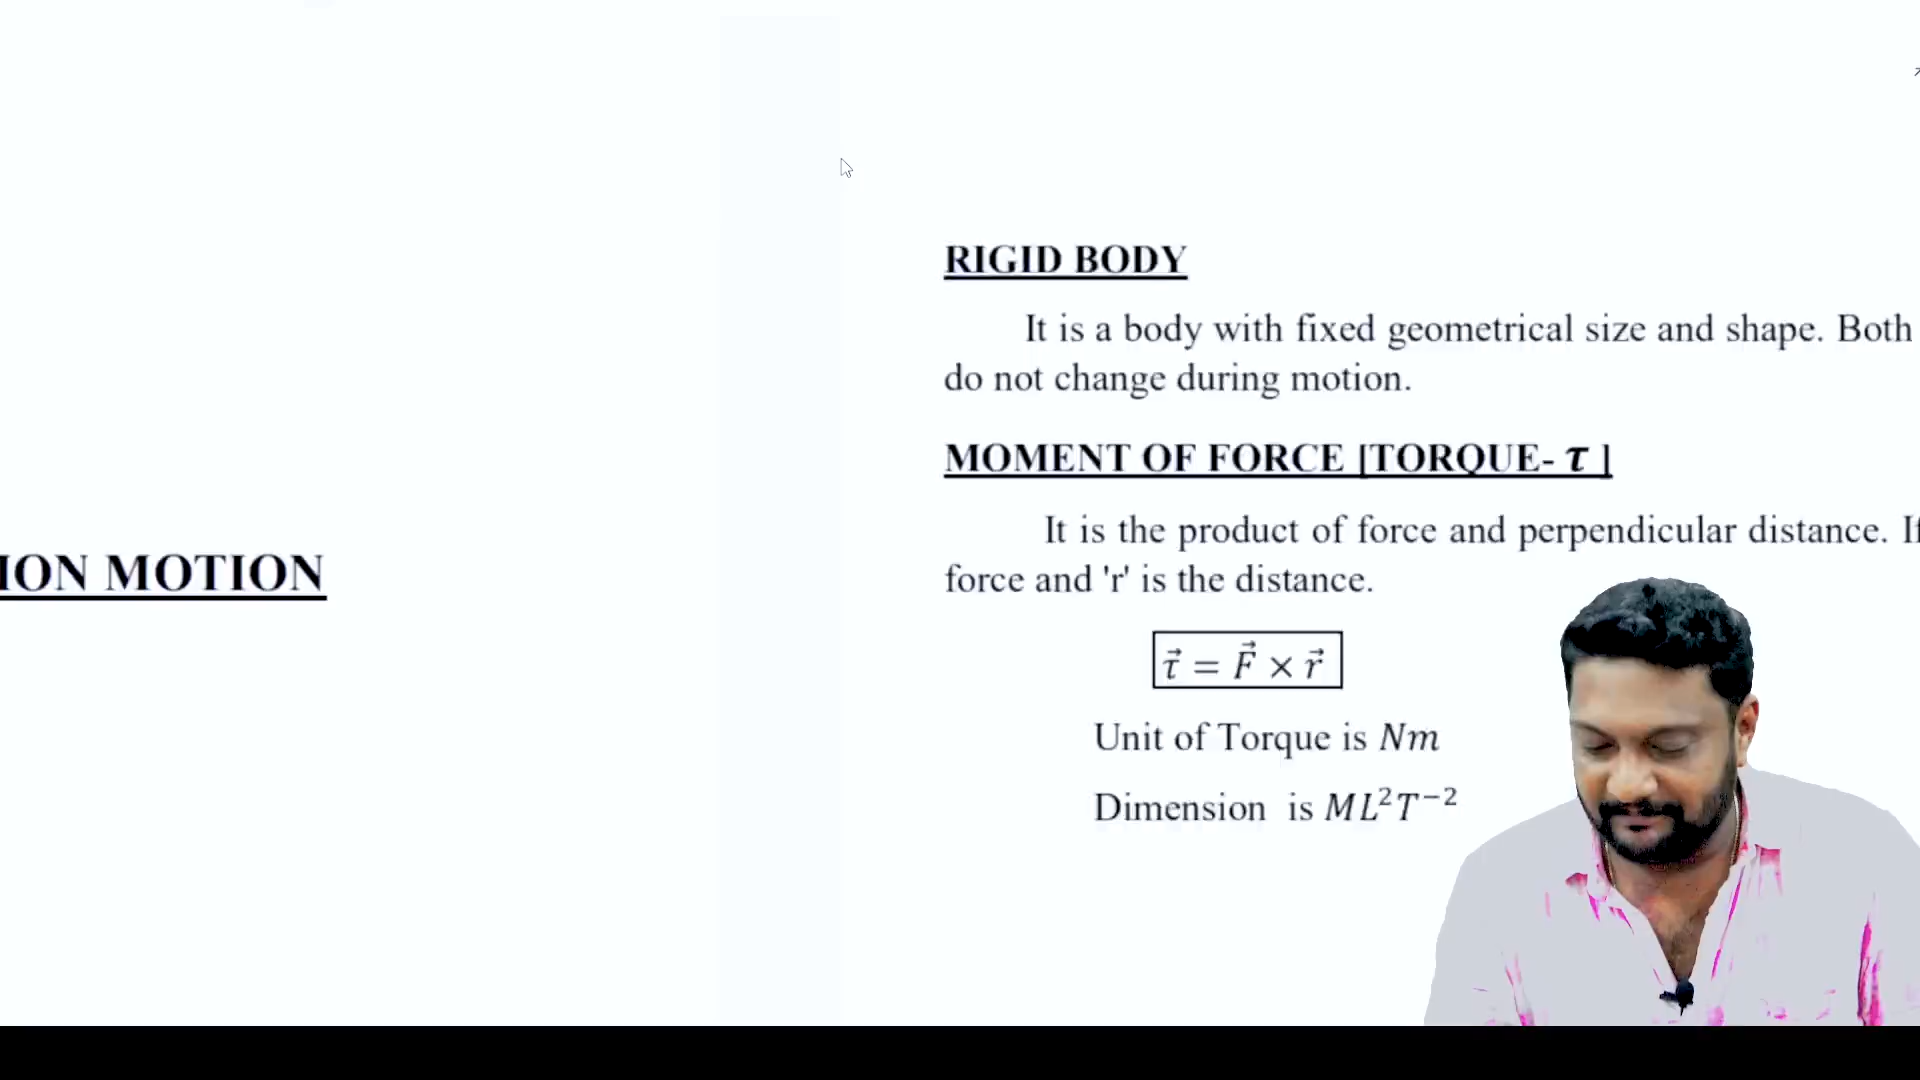 ION MOTION
RIGID BODY
It is a body with fixed geometrical size and shape. Both
do not change during motion.
MOMENT OF FORCE [TORQUE- τ ]
It is the product of force and perpendicular distance. If
force and 'r' is the distance.
τ⃗ = F⃗ × r⃗
Unit of Torque is Nm
Dimension is ML²T⁻²